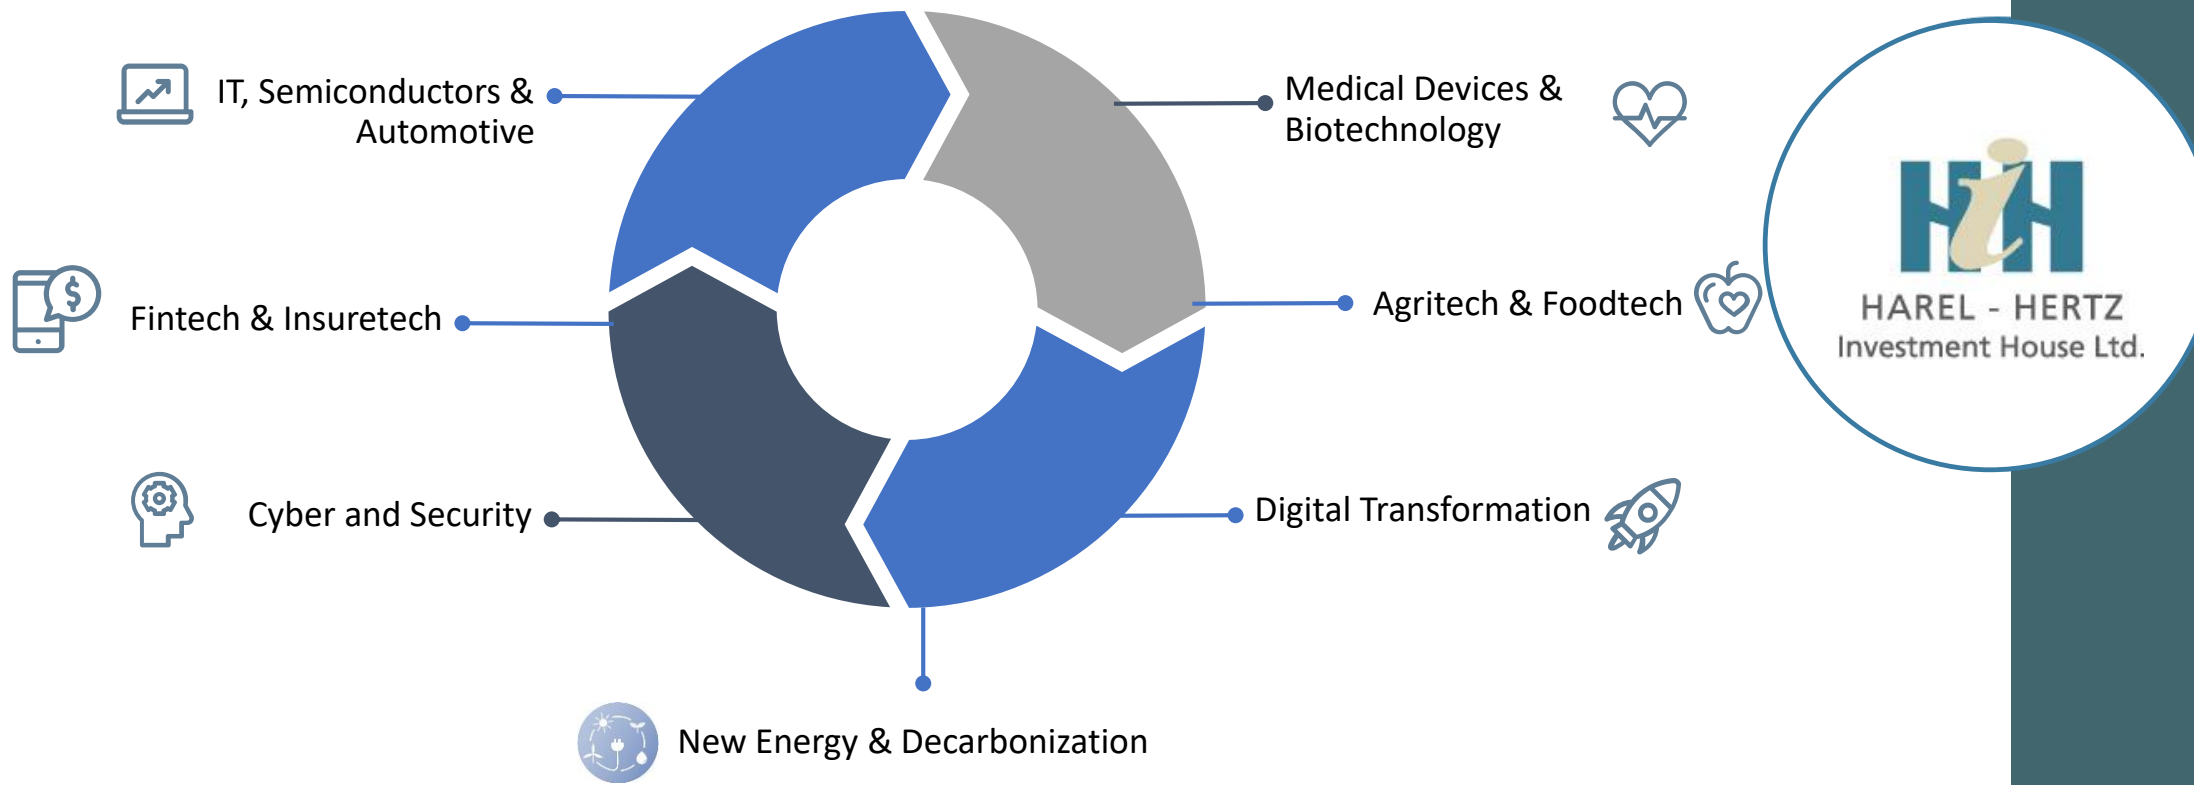 IT, Semiconductors &
Automotive
Medical Devices &
Biotechnology
Fintech & Insuretech
Agritech & Foodtech
Cyber and Security
Digital Transformation
New Energy & Decarbonization
$
HiH
HAREL - HERTZ
Investment House Ltd.